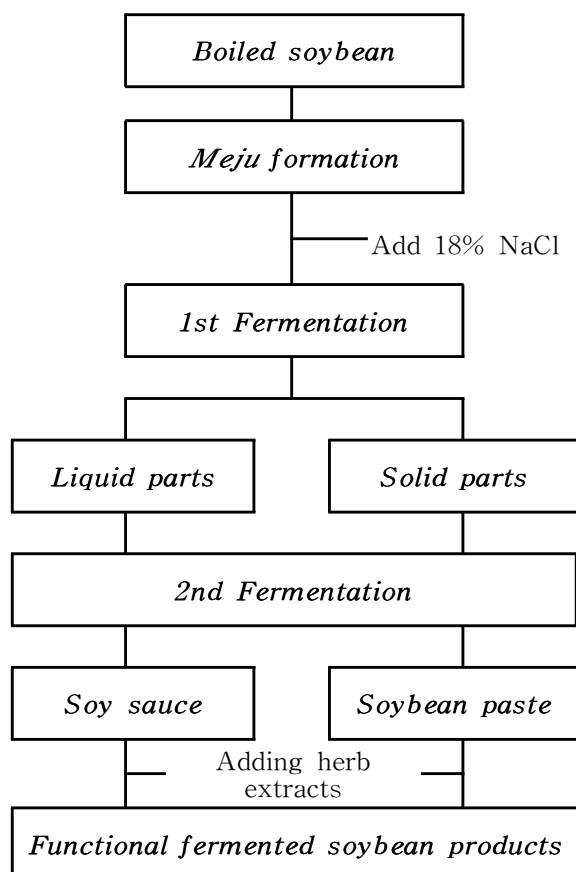 Boiled soybean
Meju formation
Add 18% NaCl
1st Fermentation
Liquid parts
Solid parts
2nd Fermentation
Soy sauce
Soybean paste
Adding herb
extracts
Functional fermented soybean products